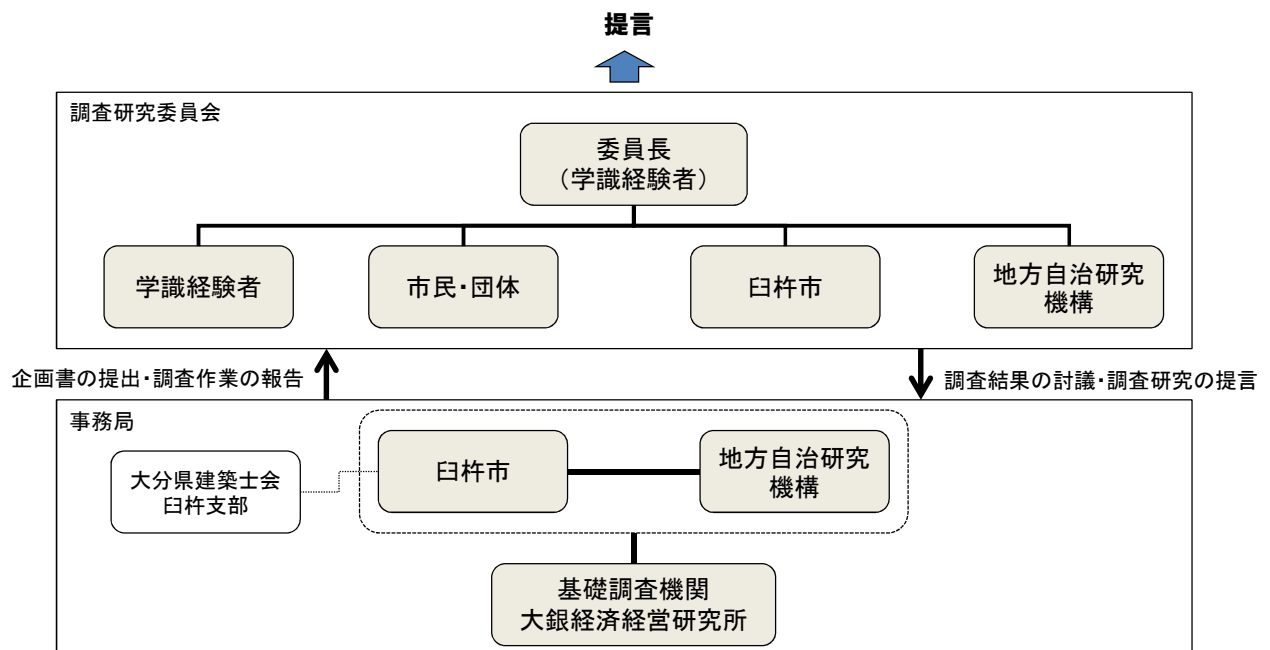 提言
調査研究委員会
委員長
（学識経験者）
学識経験者
市民・団体
臼杵市
地方自治研究
機構
企画書の提出・調査作業の報告
調査結果の討議・調査研究の提言
事務局
大分県建築士会
臼杵支部
臼杵市
地方自治研究
機構
基礎調査機関
大銀経済経営研究所